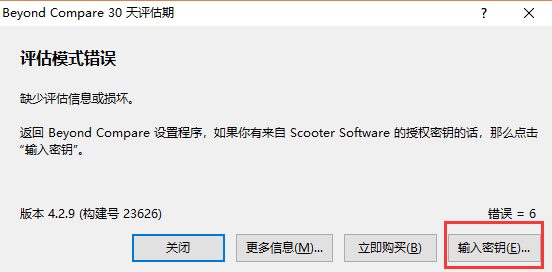 Beyond Compare 30 天评估期
评估模式错误
缺少评估信息或损坏。
返回 Beyond Compare 设置程序，如果你有来自 Scooter Software 的授权密钥的话，那么点击
“输入密钥”。
版本 4.2.9 (构建号 23626) 错误 = 6
关闭 更多信息(M)... 立即购买(B) 输入密钥(E)...